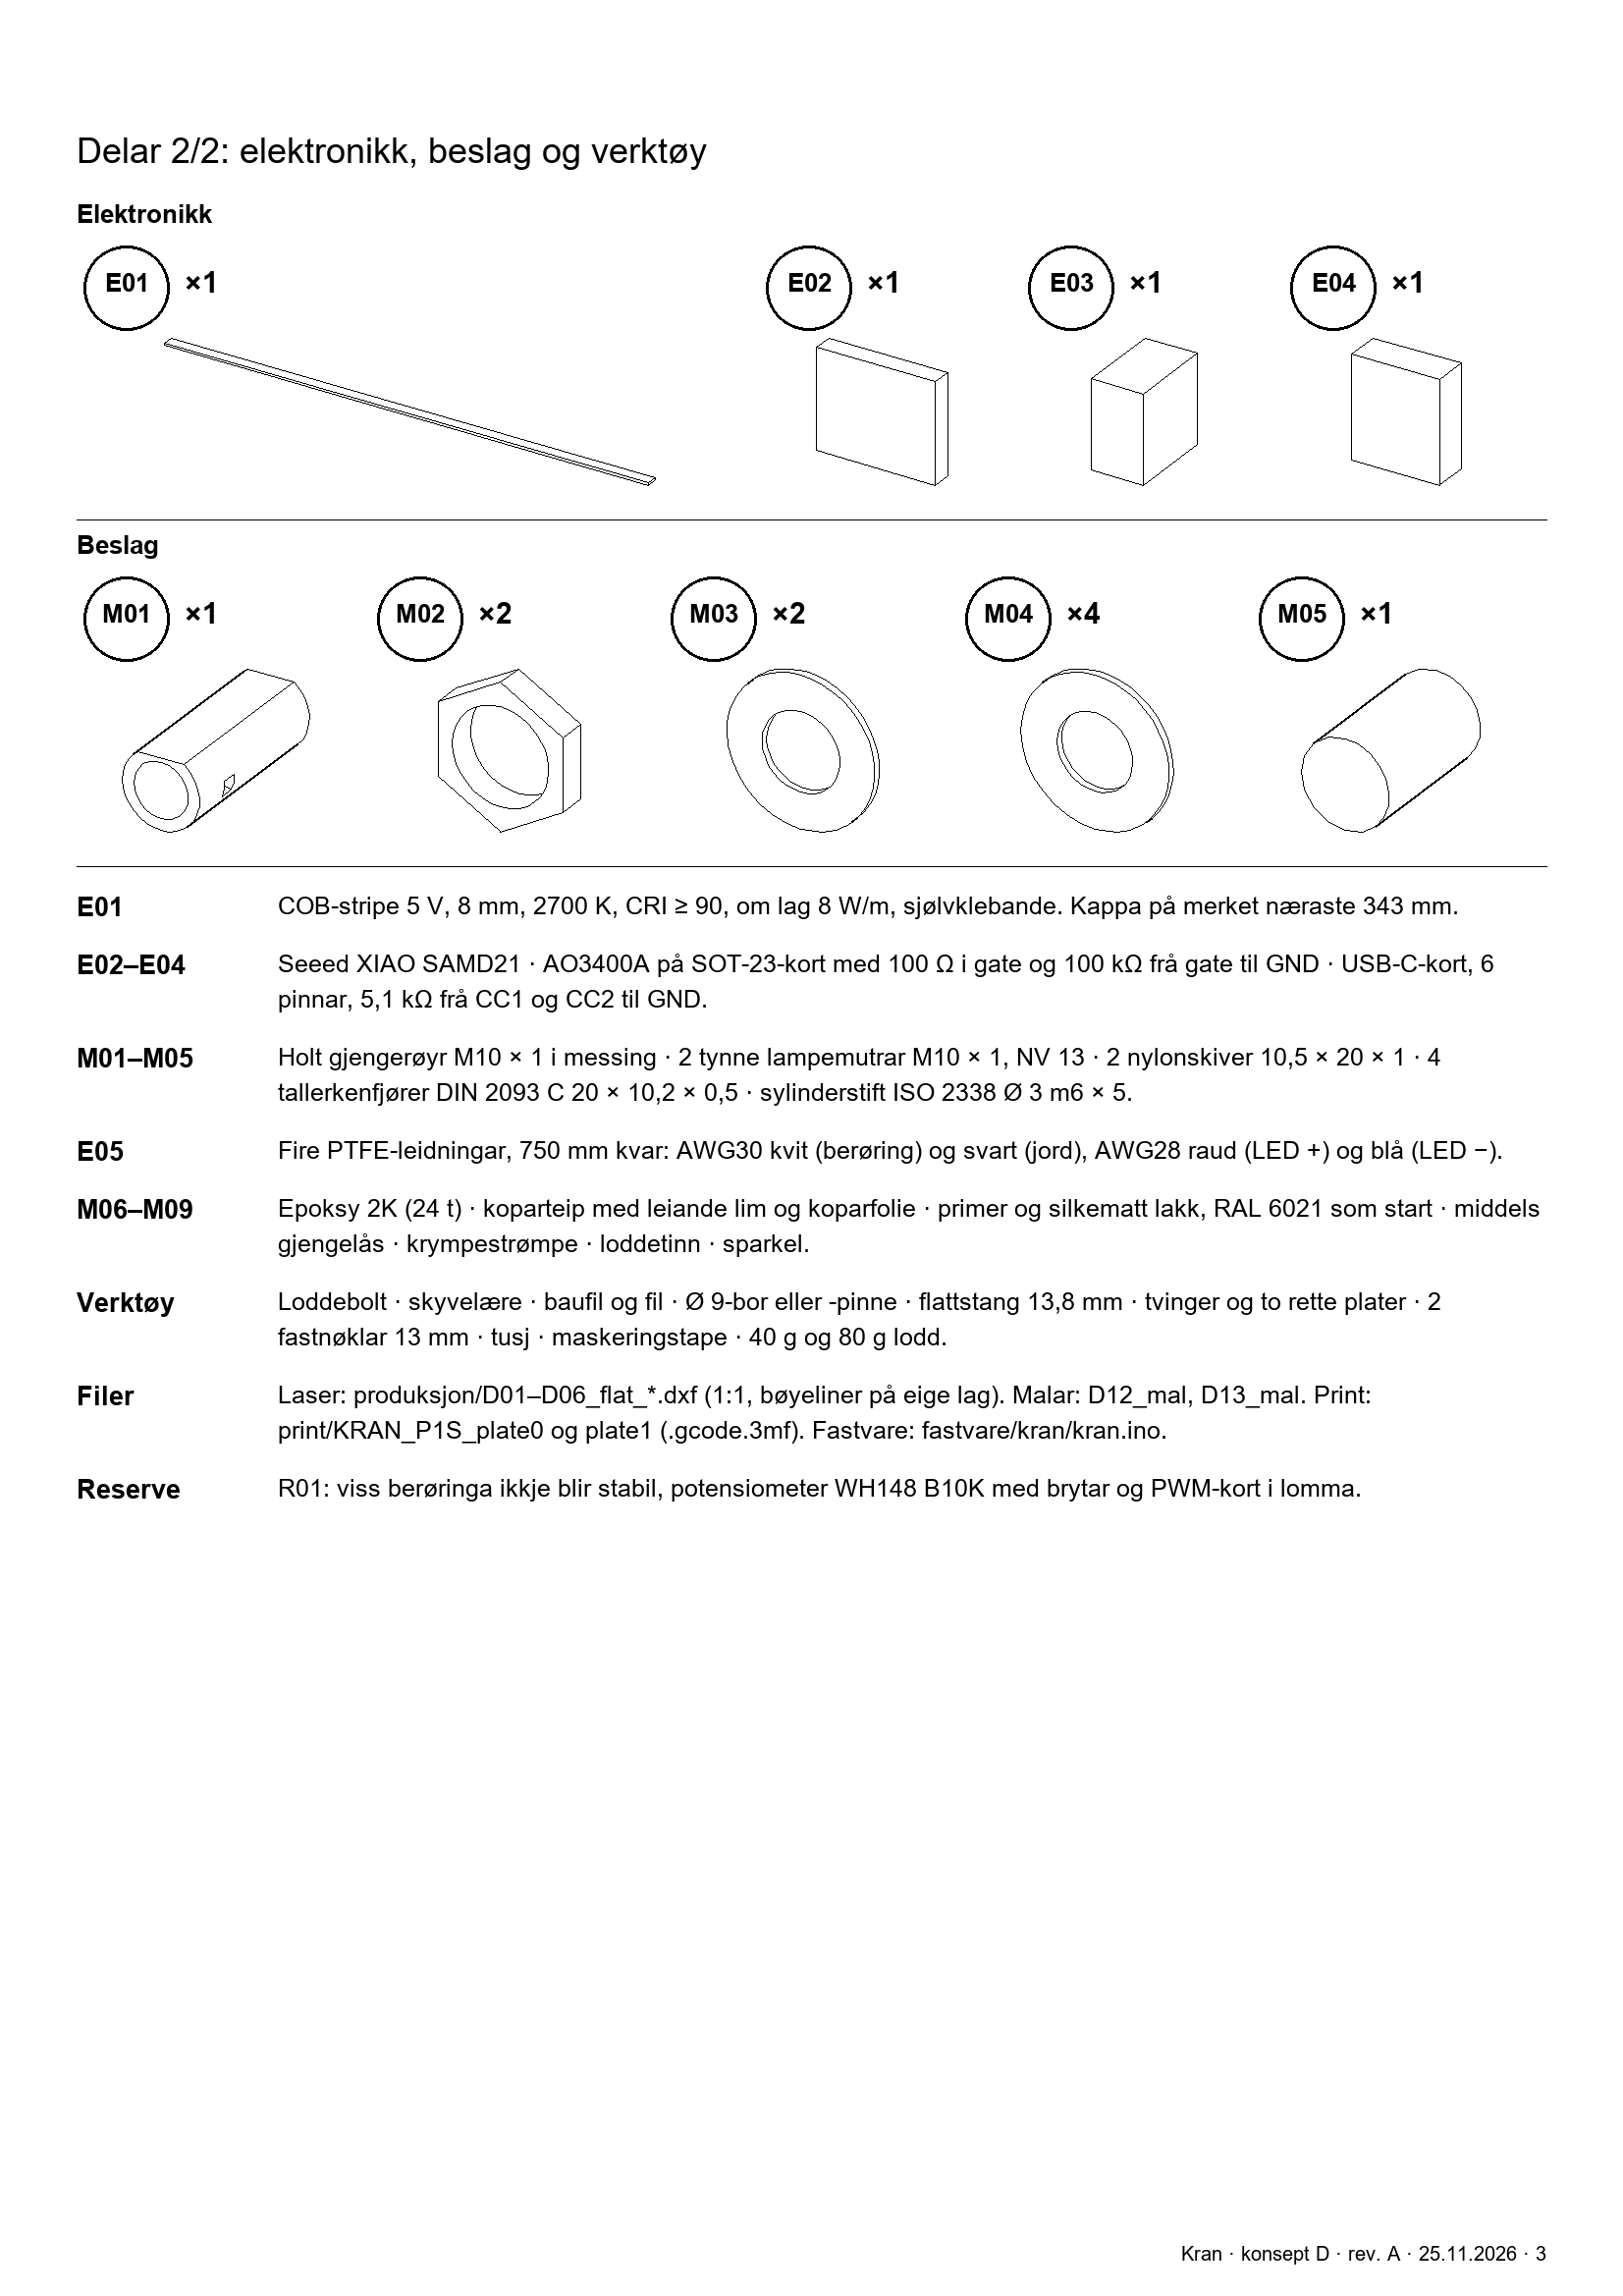 Delar 2/2: elektronikk, beslag og verktøy
Elektronikk
E01 ×1 E02 ×1 E03 ×1 E04 ×1
Beslag
M01 ×1 M02 ×2 M03 ×2 M04 ×4 M05 ×1
E01 COB-stripe 5 V, 8 mm, 2700 K, CRI ≥ 90, om lag 8 W/m, sjølvklebande. Kappa på merket næraste 343 mm.
E02–E04 Seeed XIAO SAMD21 · AO3400A på SOT-23-kort med 100 Ω i gate og 100 kΩ frå gate til GND · USB-C-kort, 6
pinnar, 5,1 kΩ frå CC1 og CC2 til GND.
M01–M05 Holt gjengerøyr M10 × 1 i messing · 2 tynne lampemutrar M10 × 1, NV 13 · 2 nylonskiver 10,5 × 20 × 1 · 4
tallerkenfjører DIN 2093 C 20 × 10,2 × 0,5 · sylinderstift ISO 2338 Ø 3 m6 × 5.
E05 Fire PTFE-leidningar, 750 mm kvar: AWG30 kvit (berøring) og svart (jord), AWG28 raud (LED +) og blå (LED −).
M06–M09 Epoksy 2K (24 t) · koparteip med leiande lim og koparfolie · primer og silkematt lakk, RAL 6021 som start · middels
gjengelås · krympestrømpe · loddetinn · sparkel.
Verktøy Loddebolt · skyvelære · baufil og fil · Ø 9-bor eller -pinne · flattstang 13,8 mm · tvinger og to rette plater · 2
fastnøklar 13 mm · tusj · maskeringstape · 40 g og 80 g lodd.
Filer Laser: produksjon/D01–D06_flat_*.dxf (1:1, bøyeliner på eige lag). Malar: D12_mal, D13_mal. Print:
print/KRAN_P1S_plate0 og plate1 (.gcode.3mf). Fastvare: fastvare/kran/kran.ino.
Reserve R01: viss berøringa ikkje blir stabil, potensiometer WH148 B10K med brytar og PWM-kort i lomma.
Kran · konsept D · rev. A · 25.11.2026 · 3